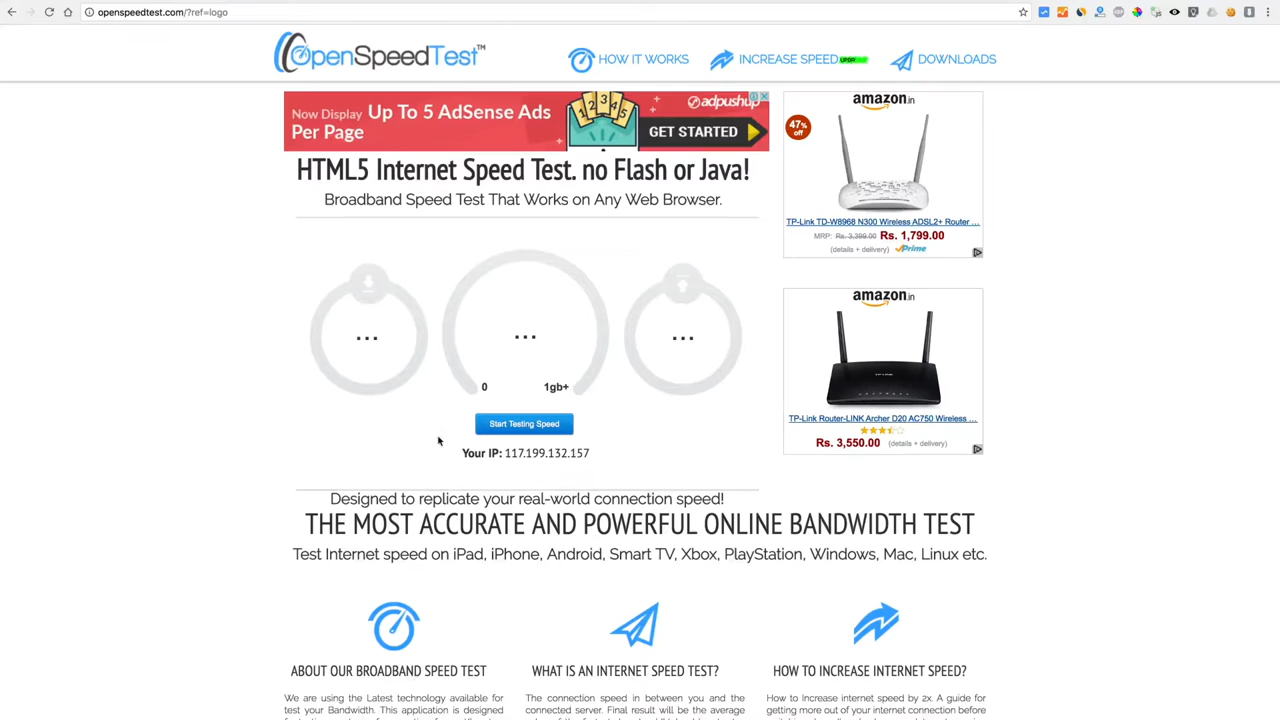 openspeedtest.com/?ref=logo
OpenSpeedTest™
HOW IT WORKS
INCREASE SPEED
DOWNLOADS
Now Display Up To 5 AdSense Ads
Per Page
1 2 3 4 5
adpushup
GET STARTED
HTML5 Internet Speed Test. no Flash or Java!
Broadband Speed Test That Works on Any Web Browser.
...
...
...
0
1gb+
Start Testing Speed
Your IP: 117.199.132.157
amazon.in
47%
off
TP-Link TD-W8968 N300 Wireless ADSL2+ Router ...
MRP: Rs. 3,399.00 Rs. 1,799.00
(details + delivery) Prime
amazon.in
TP-Link Router-LINK Archer D20 AC750 Wireless ...
Rs. 3,550.00 (details + delivery)
Designed to replicate your real-world connection speed!
THE MOST ACCURATE AND POWERFUL ONLINE BANDWIDTH TEST
Test Internet speed on iPad, iPhone, Android, Smart TV, Xbox, PlayStation, Windows, Mac, Linux etc.
ABOUT OUR BROADBAND SPEED TEST
We are using the Latest technology available for
test your Bandwidth. This application is designed
WHAT IS AN INTERNET SPEED TEST?
The connection speed in between you and the
connected server. Final result will be the average
HOW TO INCREASE INTERNET SPEED?
How to Increase internet speed by 2x. A guide for
getting more out of your internet connection before